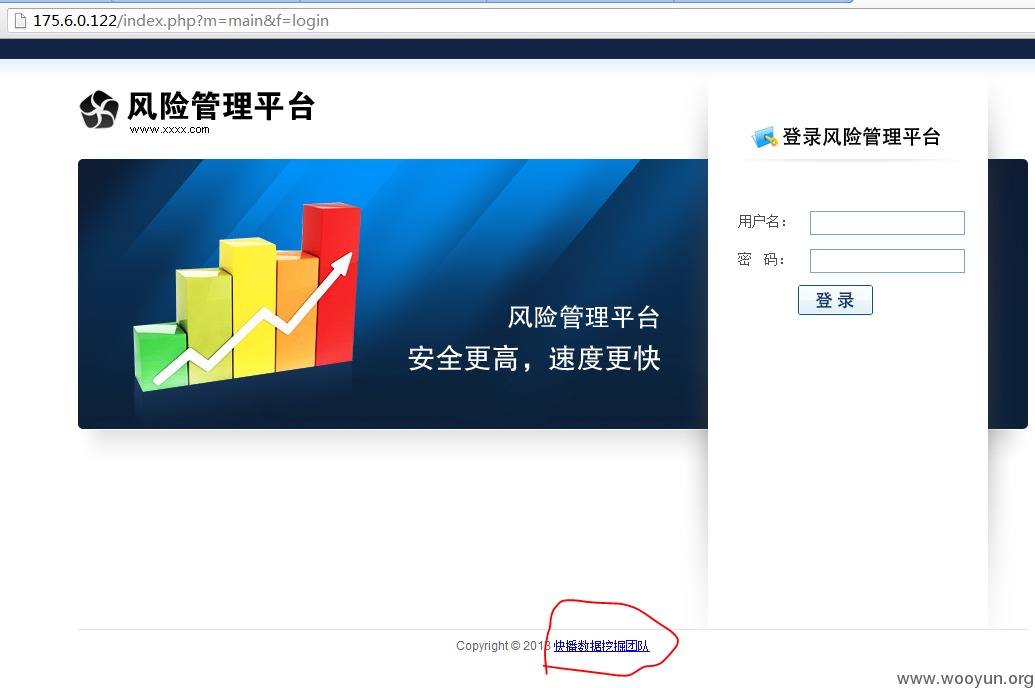 175.6.0.122/index.php?m=main&f=login
风险管理平台
www.xxxx.com
登录风险管理平台
用户名：
密 码：
登 录
风险管理平台
安全更高，速度更快
Copyright © 2013 快播数据挖掘团队
www.wooyun.org